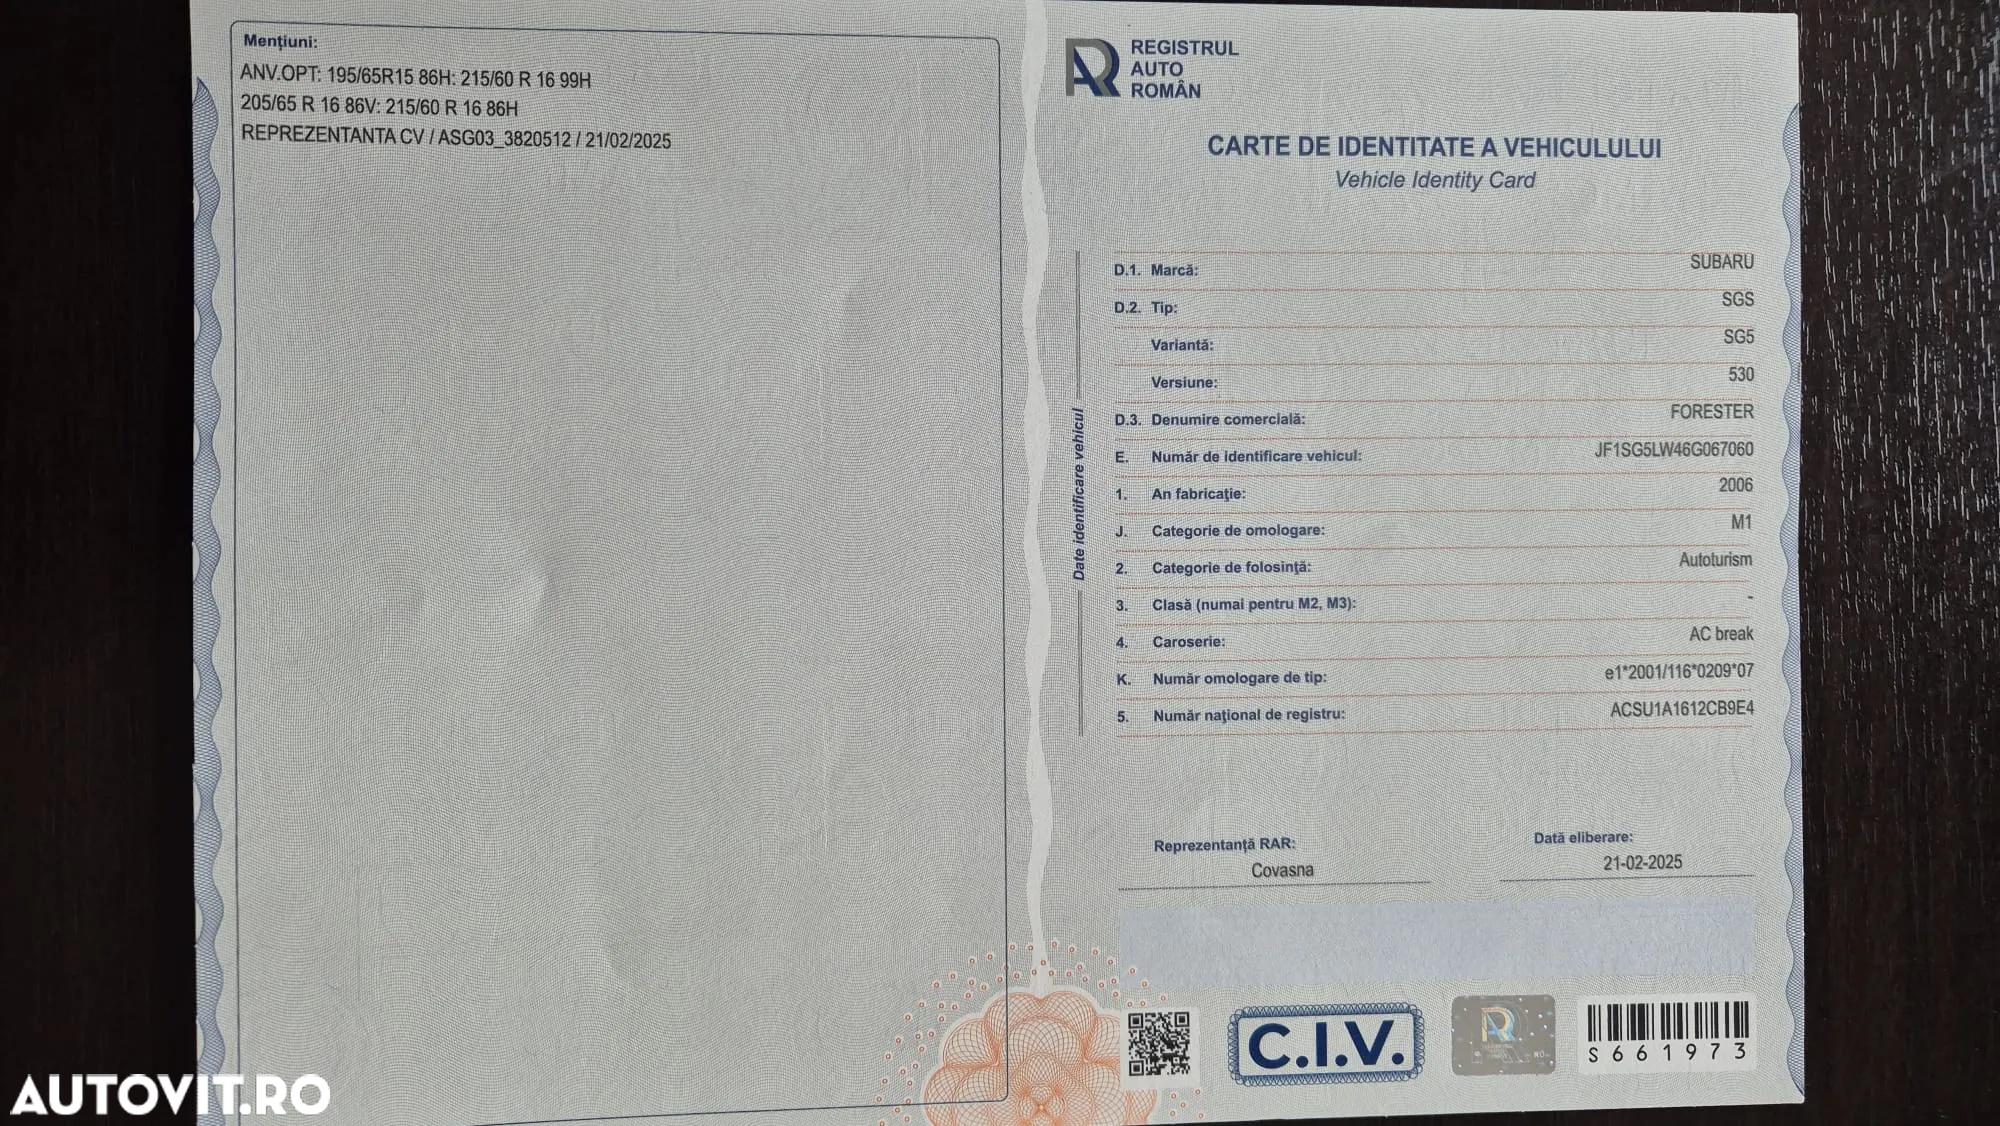 Mențiuni:
ANV.OPT: 195/65R15 86H: 215/60 R 16 99H
205/65 R 16 86V: 215/60 R 16 86H
REPREZENTANTA CV / ASG03_3820512 / 21/02/2025
REGISTRUL
AUTO
ROMÂN
CARTE DE IDENTITATE A VEHICULULUI
Vehicle Identity Card
Date identificare vehicul
D.1. Marcă: SUBARU
D.2. Tip: SGS
Variantă: SG5
Versiune: 530
D.3. Denumire comercială: FORESTER
E. Număr de identificare vehicul: JF1SG5LW46G067060
1. An fabricaţie: 2006
J. Categorie de omologare: M1
2. Categorie de folosinţă: Autoturism
3. Clasă (numai pentru M2, M3): -
4. Caroserie: AC break
K. Număr omologare de tip: e1*2001/116*0209*07
5. Număr naţional de registru: ACSU1A1612CB9E4
Reprezentanţă RAR: Dată eliberare:
Covasna 21-02-2025
C.I.V.
S661973
AUTOVIT.RO